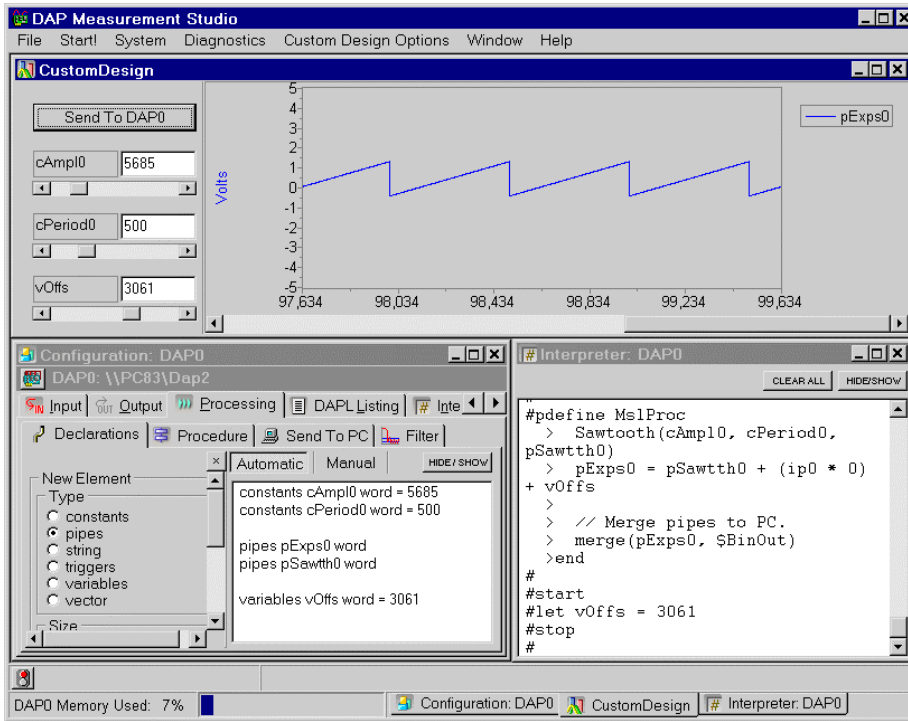 DAP Measurement Studio
File Start! System Diagnostics Custom Design Options Window Help
CustomDesign
Send To DAP0
cAmpl0 5685
cPeriod0 500
vOffs 3061
Volts
5
4
3
2
1
0
-1
-2
-3
-4
-5
97,634 98,034 98,434 98,834 99,234 99,634
pExps0
Configuration: DAP0
DAP0: \\PC83\Dap2
IN Input OUT Output Processing DAPL Listing # Inte
Declarations Procedure Send To PC Filter
New Element
Type
constants
pipes
string
triggers
variables
vector
Size
Automatic Manual HIDE / SHOW
constants cAmpl0 word = 5685
constants cPeriod0 word = 500
pipes pExps0 word
pipes pSawtth0 word
variables vOffs word = 3061
# Interpreter: DAP0
CLEAR ALL HIDE/SHOW
#pdefine MslProc
> Sawtooth(cAmpl0, cPeriod0,
pSawtth0)
> pExps0 = pSawtth0 + (ip0 * 0)
+ vOffs
>
> // Merge pipes to PC.
> merge(pExps0, $BinOut)
>end
#
#start
#let vOffs = 3061
#stop
#
DAP0 Memory Used: 7%
Configuration: DAP0 CustomDesign # Interpreter: DAP0